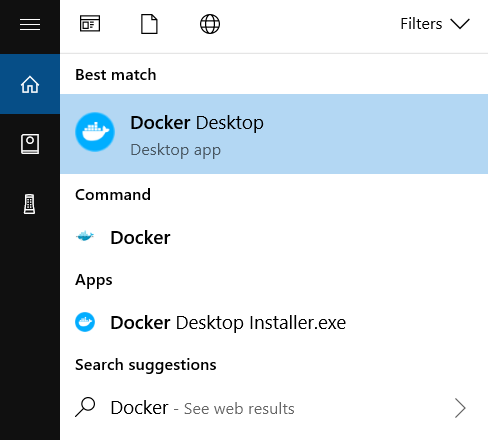 Filters
Best match
Docker Desktop
Desktop app
Command
Docker
Apps
Docker Desktop Installer.exe
Search suggestions
Docker - See web results